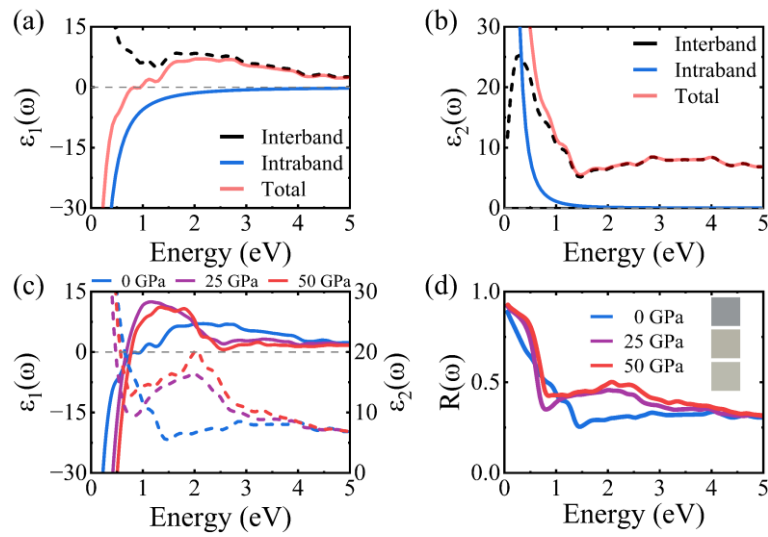 (a)
15
0
−15
−30
ε₁(ω)
Interband
Intraband
Total
0 1 2 3 4 5
Energy (eV)
(b)
30
20
10
0
ε₂(ω)
Interband
Intraband
Total
0 1 2 3 4 5
Energy (eV)
(c)
0 GPa 25 GPa 50 GPa
15
0
−15
−30
ε₁(ω)
30
20
10
0
ε₂(ω)
0 1 2 3 4 5
Energy (eV)
(d)
1.0
0.5
0.0
R(ω)
0 GPa
25 GPa
50 GPa
0 1 2 3 4 5
Energy (eV)